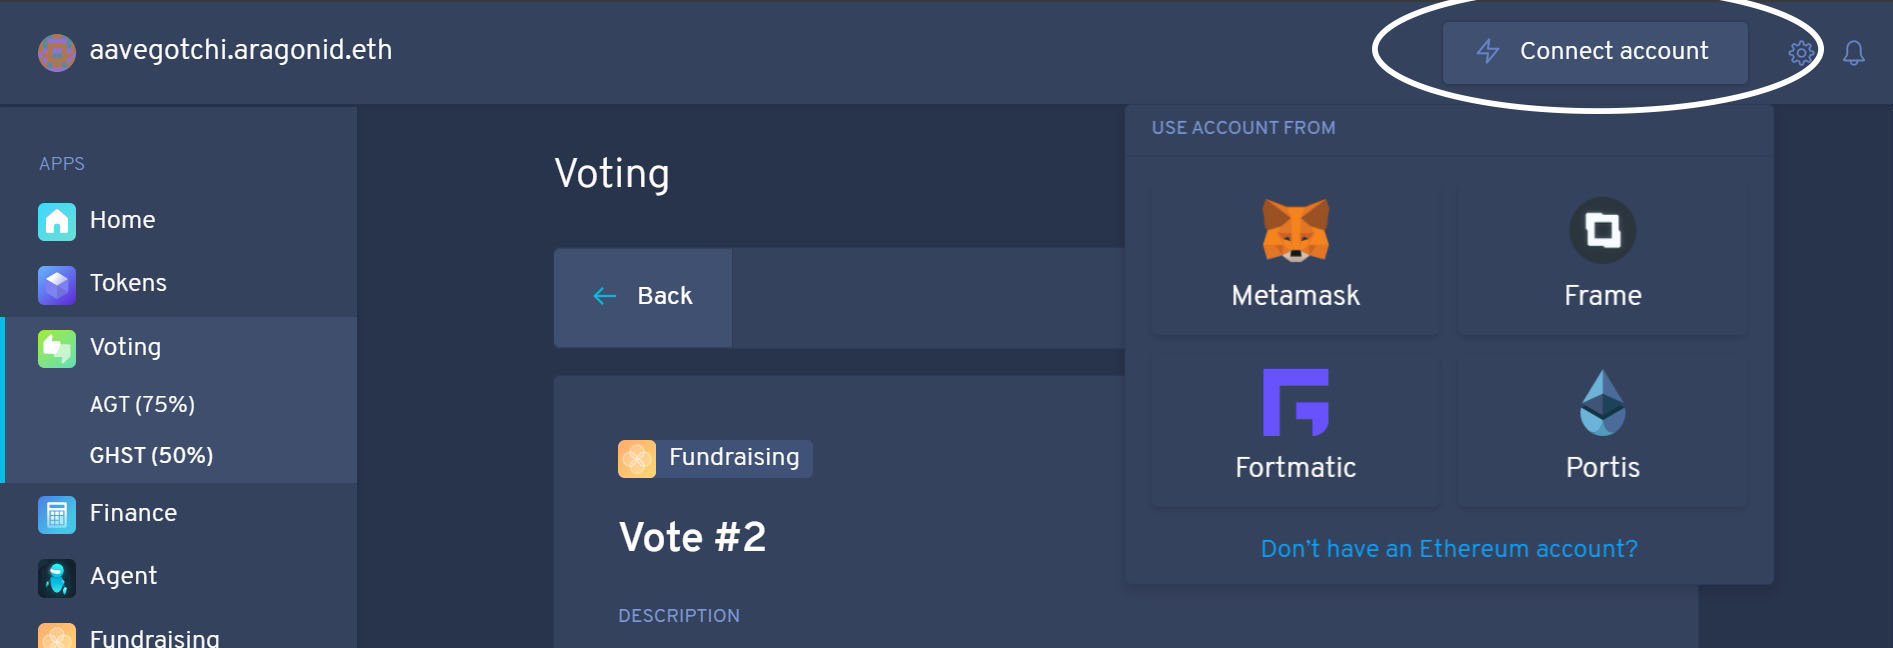 aavegotchi.aragonid.eth
Connect account
USE ACCOUNT FROM
Metamask
Frame
Fortmatic
Portis
Don't have an Ethereum account?
APPS
Home
Tokens
Voting
AGT (75%)
GHST (50%)
Finance
Agent
Fundraising
Voting
Back
Fundraising
Vote #2
DESCRIPTION